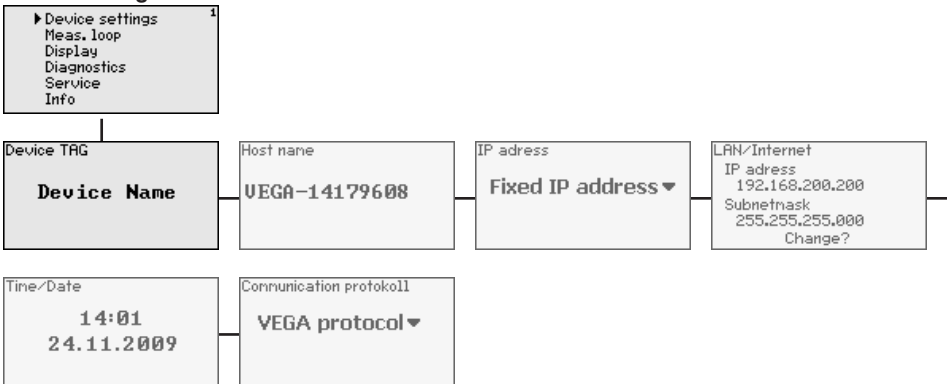 Device settings 1
Meas. loop
Display
Diagnostics
Service
Info
Device TAG
Device Name
Host name
VEGA-14179608
IP adress
Fixed IP address
LAN/Internet
IP adress
192.168.200.200
Subnetmask
255.255.255.000
Change?
Time/Date
14:01
24.11.2009
Communication protokoll
VEGA protocol